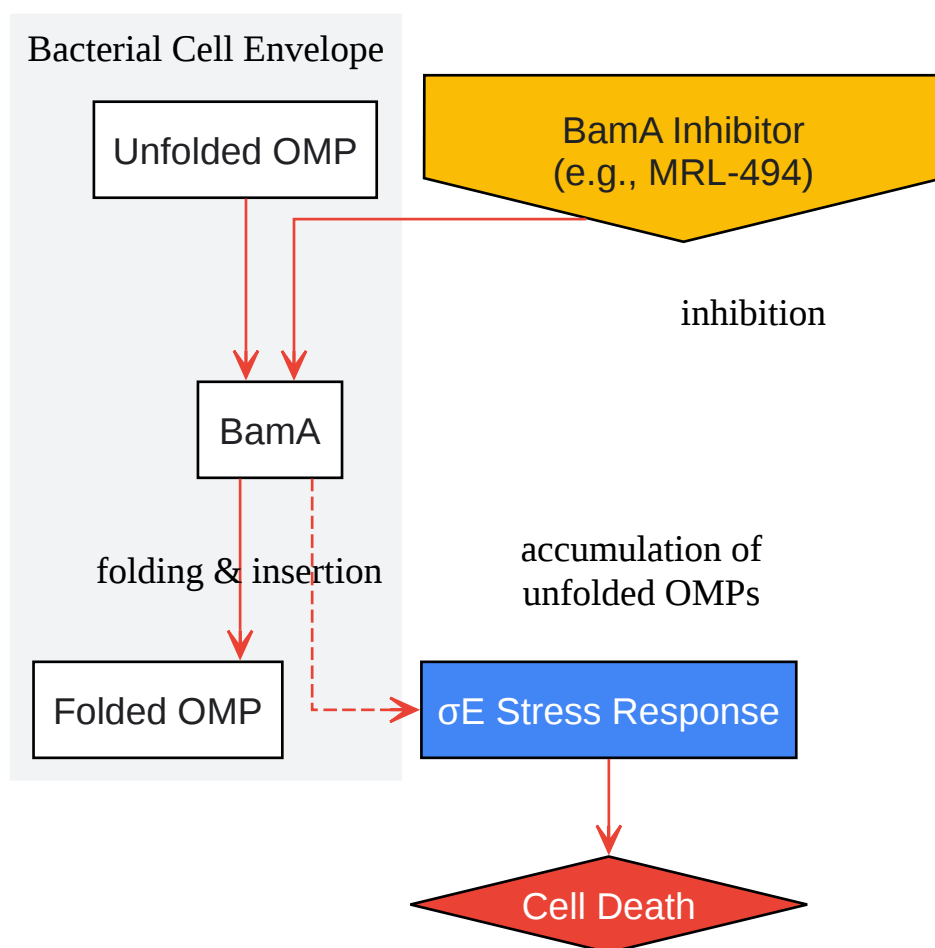 Bacterial Cell Envelope
Unfolded OMP
BamA Inhibitor
(e.g., MRL-494)
inhibition
BamA
folding & insertion
accumulation of
unfolded OMPs
Folded OMP
σE Stress Response
Cell Death